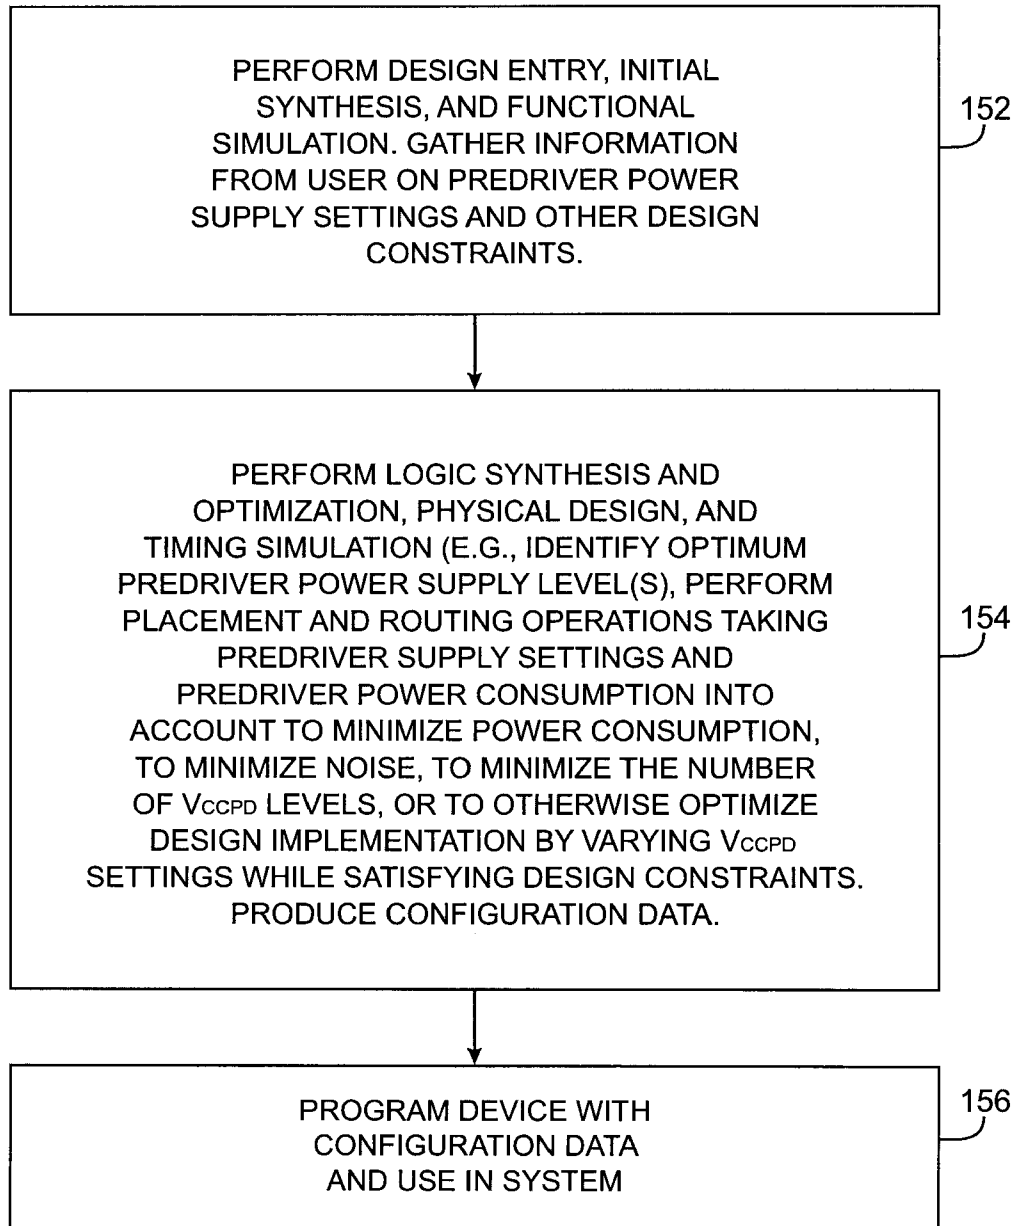 PERFORM DESIGN ENTRY, INITIAL
SYNTHESIS, AND FUNCTIONAL
SIMULATION. GATHER INFORMATION
FROM USER ON PREDRIVER POWER
SUPPLY SETTINGS AND OTHER DESIGN
CONSTRAINTS.
152
PERFORM LOGIC SYNTHESIS AND
OPTIMIZATION, PHYSICAL DESIGN, AND
TIMING SIMULATION (E.G., IDENTIFY OPTIMUM
PREDRIVER POWER SUPPLY LEVEL(S), PERFORM
PLACEMENT AND ROUTING OPERATIONS TAKING
PREDRIVER SUPPLY SETTINGS AND
PREDRIVER POWER CONSUMPTION INTO
ACCOUNT TO MINIMIZE POWER CONSUMPTION,
TO MINIMIZE NOISE, TO MINIMIZE THE NUMBER
OF VCCPD LEVELS, OR TO OTHERWISE OPTIMIZE
DESIGN IMPLEMENTATION BY VARYING VCCPD
SETTINGS WHILE SATISFYING DESIGN CONSTRAINTS.
PRODUCE CONFIGURATION DATA.
154
PROGRAM DEVICE WITH
CONFIGURATION DATA
AND USE IN SYSTEM
156